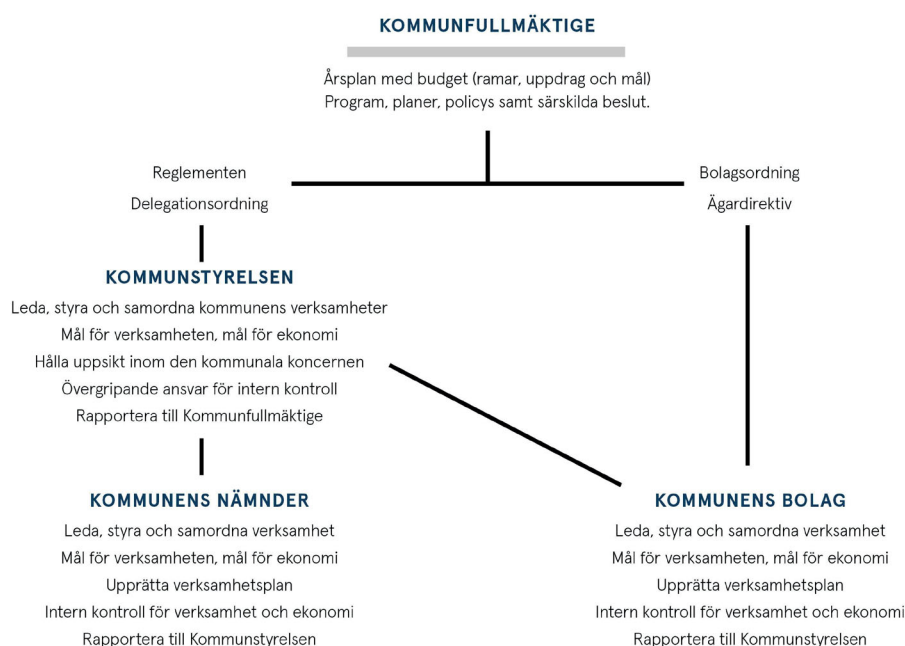 KOMMUNFULLMÄKTIGE
Årsplan med budget (ramar, uppdrag och mål)
Program, planer, policys samt särskilda beslut.
Reglementen
Delegationsordning
Bolagsordning
Ägardirektiv
KOMMUNSTYRELSEN
Leda, styra och samordna kommunens verksamheter
Mål för verksamheten, mål för ekonomi
Hålla uppsikt inom den kommunala koncernen
Övergripande ansvar för intern kontroll
Rapportera till Kommunfullmäktige
KOMMUNENS NÄMNDER
Leda, styra och samordna verksamhet
Mål för verksamheten, mål för ekonomi
Upprätta verksamhetsplan
Intern kontroll för verksamhet och ekonomi
Rapportera till Kommunstyrelsen
KOMMUNENS BOLAG
Leda, styra och samordna verksamhet
Mål för verksamheten, mål för ekonomi
Upprätta verksamhetsplan
Intern kontroll för verksamhet och ekonomi
Rapportera till Kommunstyrelsen